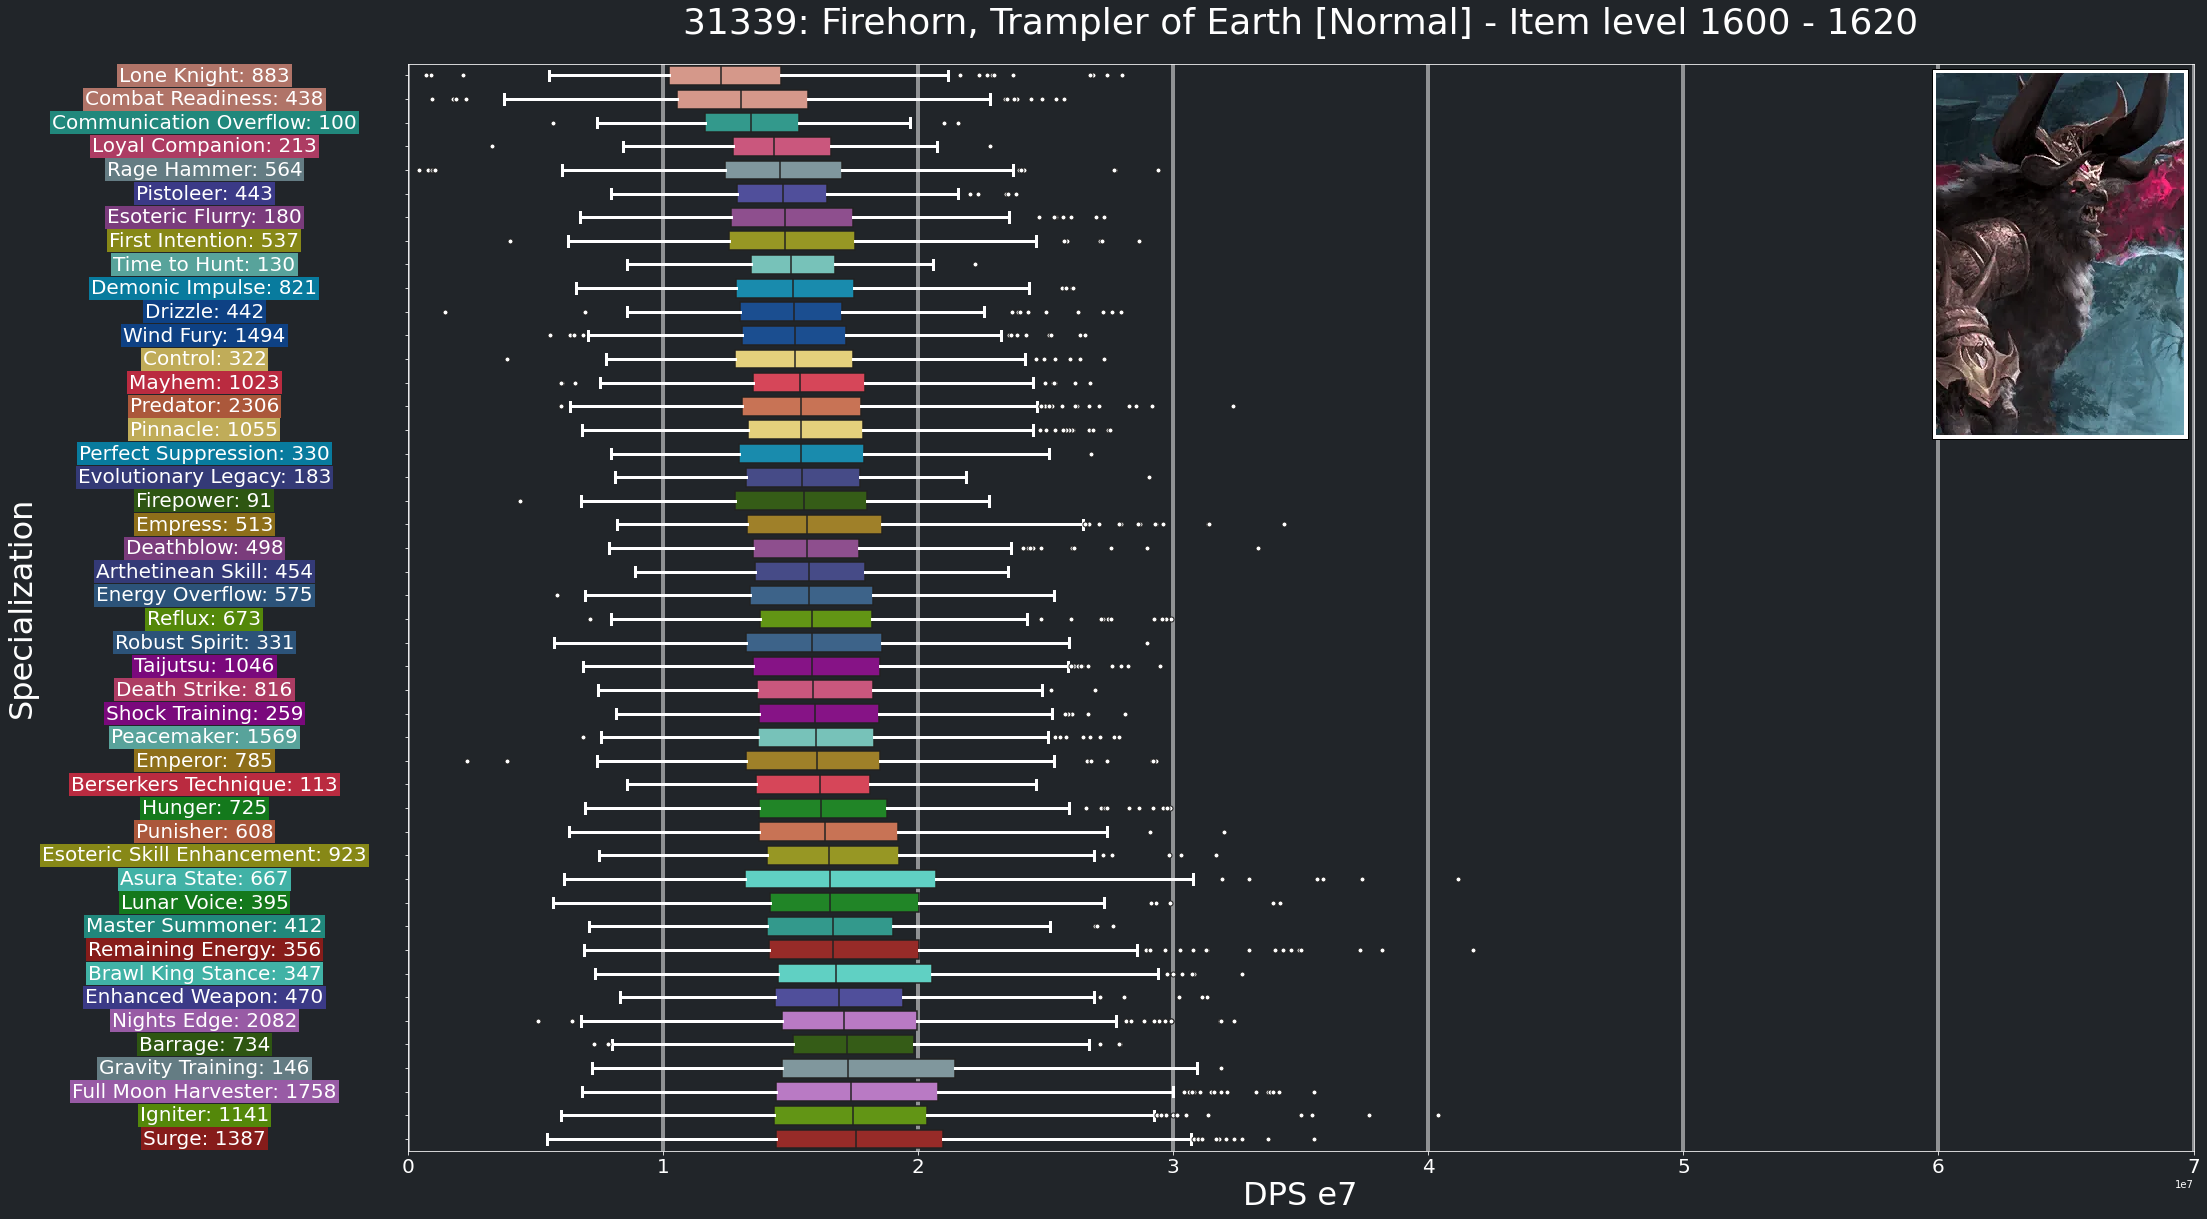 31339: Firehorn, Trampler of Earth [Normal] - Item level 1600 - 1620
Specialization
Lone Knight: 883
Combat Readiness: 438
Communication Overflow: 100
Loyal Companion: 213
Rage Hammer: 564
Pistoleer: 443
Esoteric Flurry: 180
First Intention: 537
Time to Hunt: 130
Demonic Impulse: 821
Drizzle: 442
Wind Fury: 1494
Control: 322
Mayhem: 1023
Predator: 2306
Pinnacle: 1055
Perfect Suppression: 330
Evolutionary Legacy: 183
Firepower: 91
Empress: 513
Deathblow: 498
Arthetinean Skill: 454
Energy Overflow: 575
Reflux: 673
Robust Spirit: 331
Taijutsu: 1046
Death Strike: 816
Shock Training: 259
Peacemaker: 1569
Emperor: 785
Berserkers Technique: 113
Hunger: 725
Punisher: 608
Esoteric Skill Enhancement: 923
Asura State: 667
Lunar Voice: 395
Master Summoner: 412
Remaining Energy: 356
Brawl King Stance: 347
Enhanced Weapon: 470
Nights Edge: 2082
Barrage: 734
Gravity Training: 146
Full Moon Harvester: 1758
Igniter: 1141
Surge: 1387
0 1 2 3 4 5 6 7
DPS e7
1e7